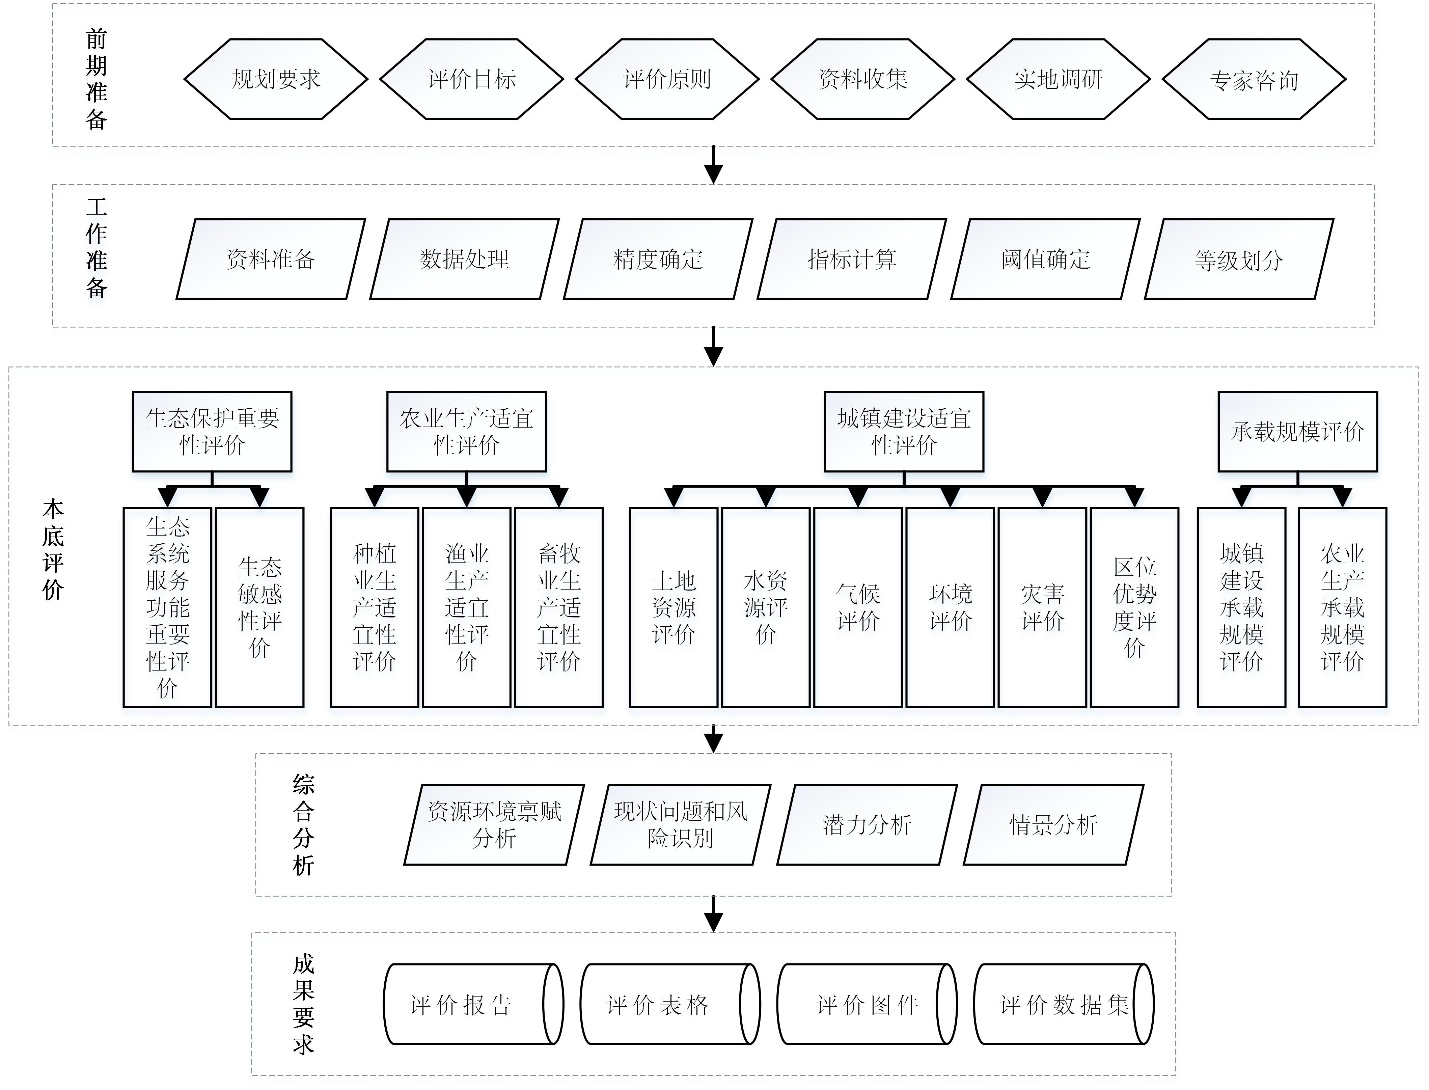 前期准备
规划要求
评价目标
评价原则
资料收集
实地调研
专家咨询
工作准备
资料准备
数据处理
精度确定
指标计算
阈值确定
等级划分
本底评价
生态保护重要
性评价
农业生产适宜
性评价
城镇建设适宜
性评价
承载规模评价
生态
系统
服务
功能
重要
性评
价
生态
敏感
性评
价
种植
业生
产适
宜性
评价
渔业
生产
适宜
性评
价
畜牧
业生
产适
宜性
评价
土地
资源
评价
水资
源评
价
气候
评价
环境
评价
灾害
评价
区位
优势
度评
价
城镇
建设
承载
规模
评价
农业
生产
承载
规模
评价
综合分析
资源环境禀赋
分析
现状问题和风
险识别
潜力分析
情景分析
成果要求
评价报告
评价表格
评价图件
评价数据集